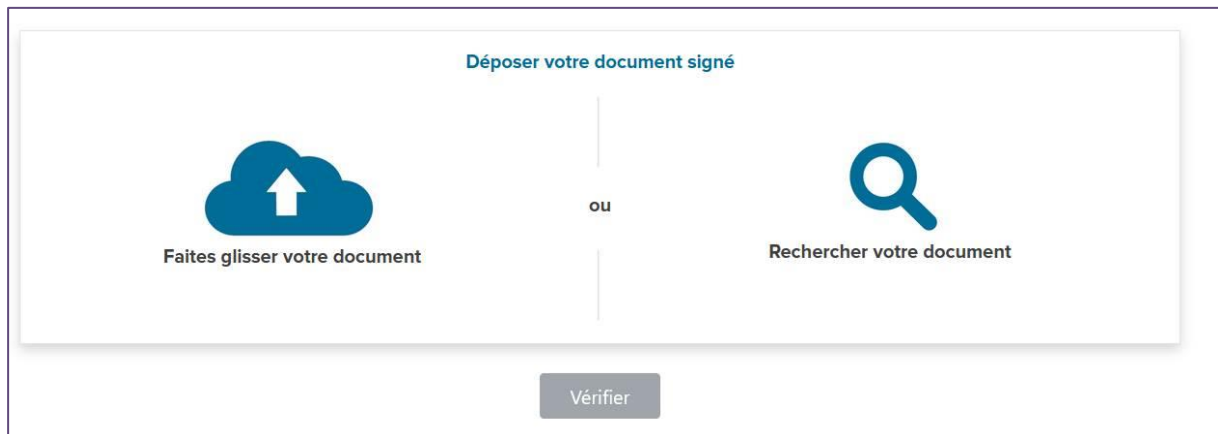 Déposer votre document signé
Faites glisser votre document
ou
Rechercher votre document
Vérifier